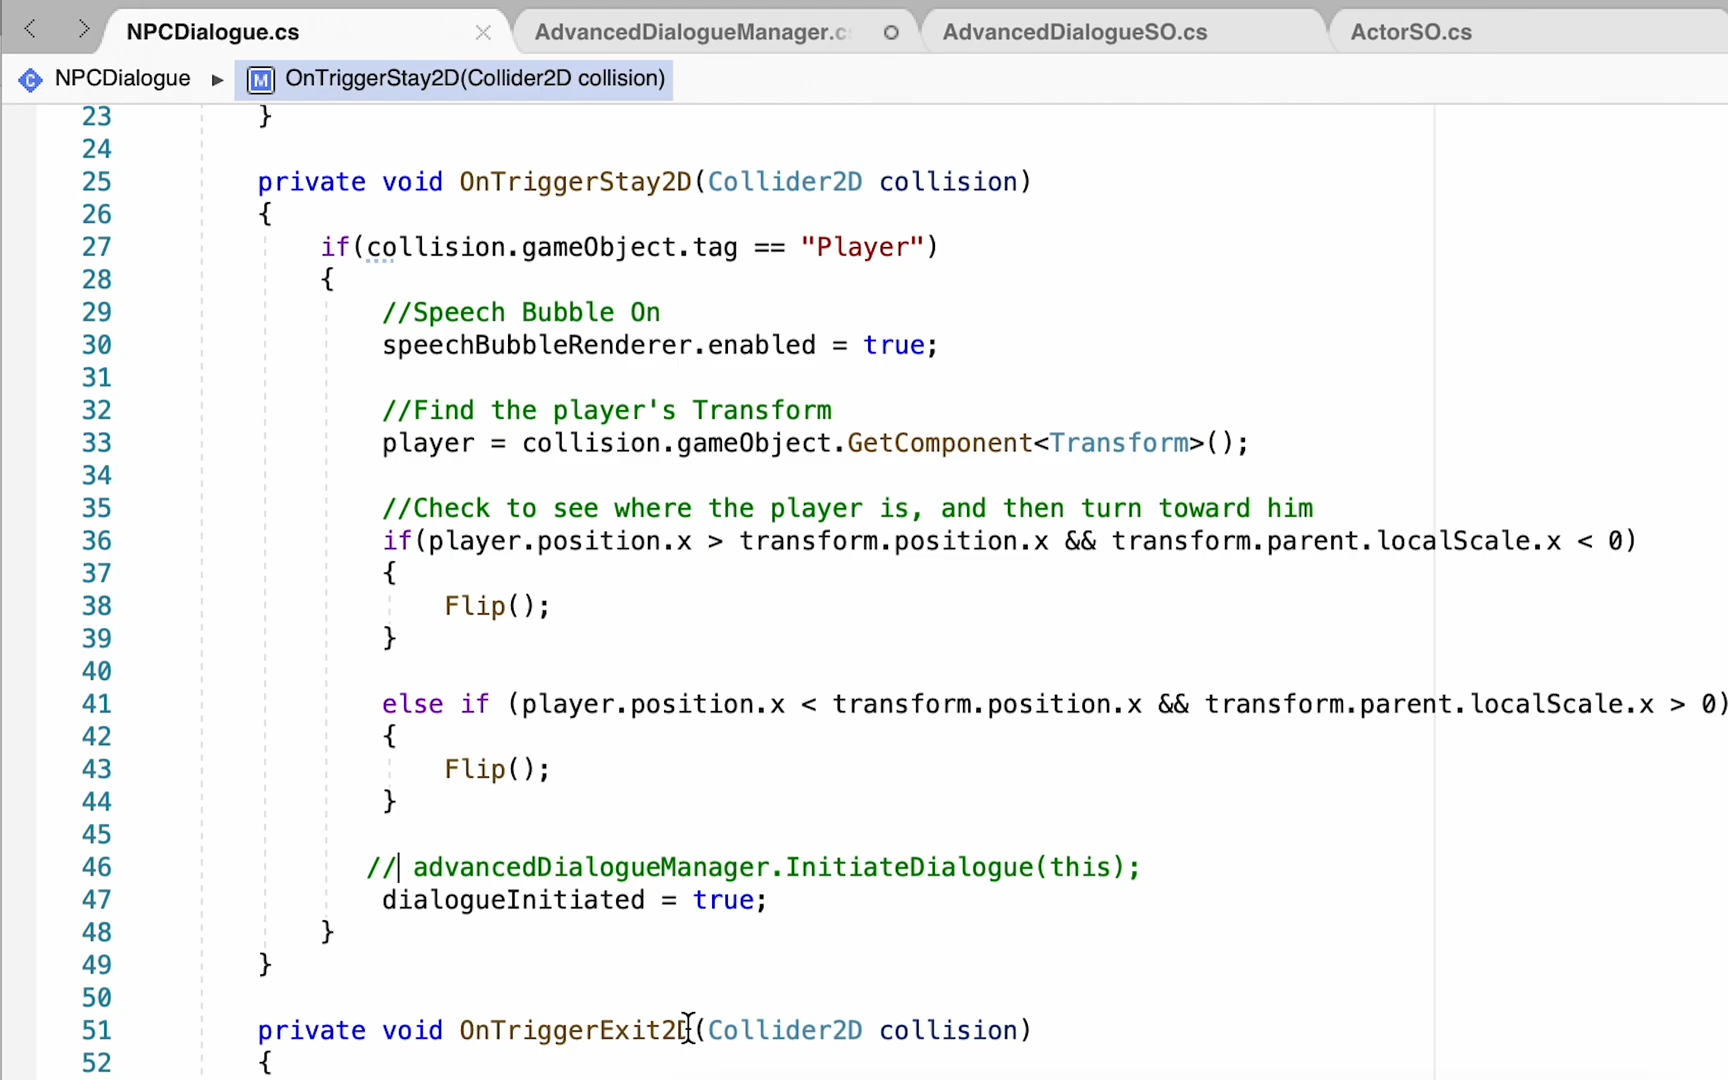 NPCDialogue.cs
AdvancedDialogueManager.c
AdvancedDialogueSO.cs
ActorSO.cs
NPCDialogue ▸ M OnTriggerStay2D(Collider2D collision)
23 }
24
25 private void OnTriggerStay2D(Collider2D collision)
26 {
27 if(collision.gameObject.tag == "Player")
28 {
29 //Speech Bubble On
30 speechBubbleRenderer.enabled = true;
31
32 //Find the player's Transform
33 player = collision.gameObject.GetComponent<Transform>();
34
35 //Check to see where the player is, and then turn toward him
36 if(player.position.x > transform.position.x && transform.parent.localScale.x < 0)
37 {
38 Flip();
39 }
40
41 else if (player.position.x < transform.position.x && transform.parent.localScale.x > 0)
42 {
43 Flip();
44 }
45
46 // advancedDialogueManager.InitiateDialogue(this);
47 dialogueInitiated = true;
48 }
49 }
50
51 private void OnTriggerExit2D(Collider2D collision)
52 {